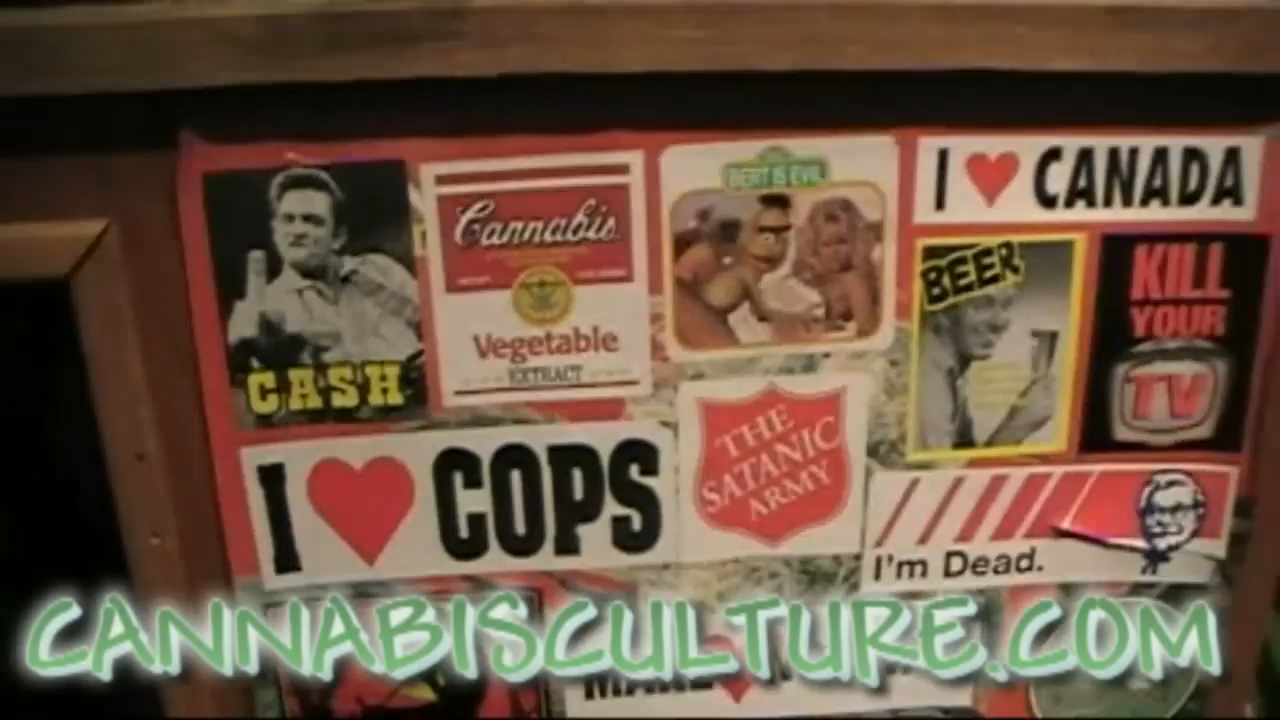 CASH
Cannabis
Vegetable
EXTRACT
BERT IS EVIL
I ♥ CANADA
BEER
KILL
YOUR
TV
I ♥ COPS
THE
SATANIC
ARMY
I'm Dead.
CANNABISCULTURE.COM